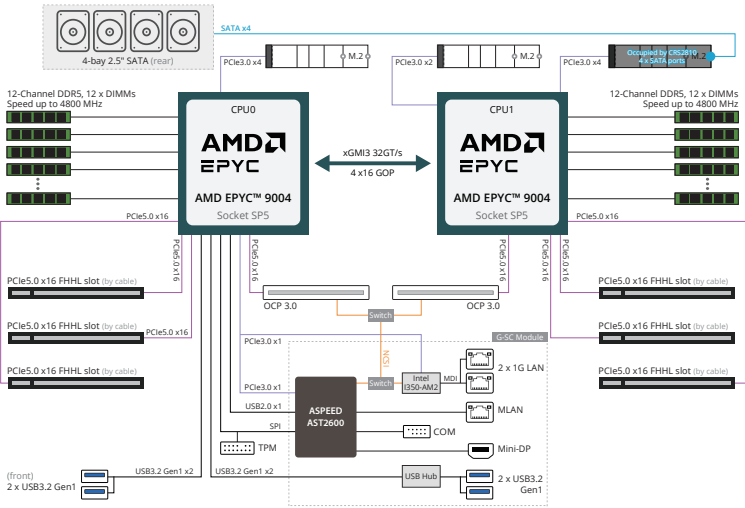 SATA x4
4-bay 2.5" SATA (rear)
PCIe3.0 x4
M.2
PCIe3.0 x2
M.2
PCIe3.0 x4
Occupied by CRS2810
4 x SATA ports
M.2
12-Channel DDR5, 12 x DIMMs
Speed up to 4800 MHz
CPU0
AMD
EPYC
AMD EPYC™ 9004
Socket SP5
xGMI3 32GT/s
4 x16 GOP
CPU1
AMD
EPYC
AMD EPYC™ 9004
Socket SP5
12-Channel DDR5, 12 x DIMMs
Speed up to 4800 MHz
PCIe5.0 x16
PCIe5.0 x16
PCIe5.0 x16
PCIe5.0 x16
PCIe5.0 x16
PCIe5.0 x16
PCIe5.0 x16
PCIe5.0 x16 FHHL slot (by cable)
OCP 3.0
OCP 3.0
PCIe5.0 x16 FHHL slot (by cable)
Switch
PCIe5.0 x16 FHHL slot (by cable)
PCIe5.0 x16
PCIe5.0 x16 FHHL slot (by cable)
PCIe3.0 x1
G-SC Module
NCSI
PCIe5.0 x16 FHHL slot (by cable)
PCIe5.0 x16 FHHL slot (by cable)
PCIe3.0 x1
Switch
Intel
I350-AM2
MDI
2 x 1G LAN
USB2.0 x1
ASPEED
AST2600
MLAN
SPI
COM
TPM
Mini-DP
(front)
2 x USB3.2 Gen1
USB3.2 Gen1 x2
USB3.2 Gen1 x2
USB Hub
2 x USB3.2
Gen1